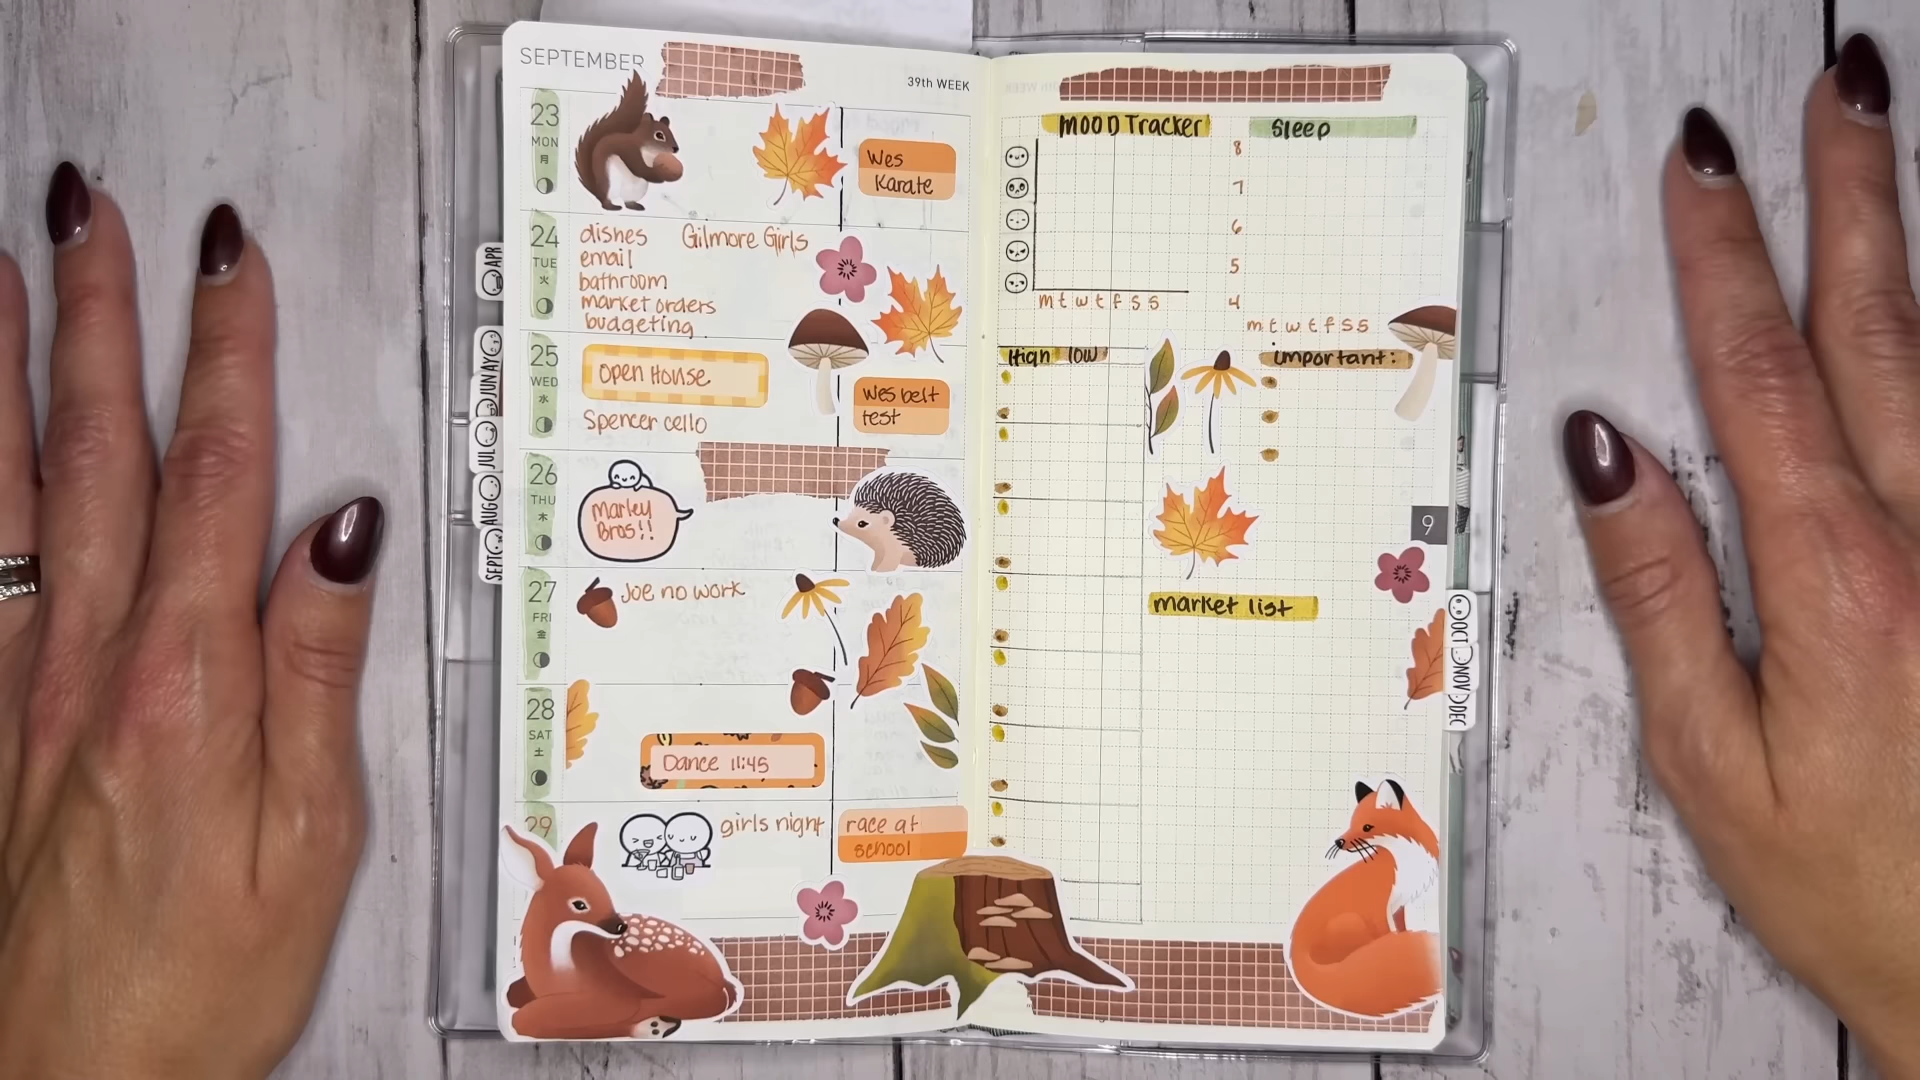 SEPTEMBER
39th WEEK
23
MON
月
Wes
Karate
24
TUE
火
dishes
email
bathroom
market orders
budgeting
Gilmore Girls
25
WED
水
Open House
Spencer cello
Wes belt
test
26
THU
木
Marley
Bros!!
27
FRI
金
Joe no work
28
SAT
土
Dance 11:45
29
girls night
race at
school
APR
MAY
JUN
JUL
AUG
SEPT
MOOD Tracker
m t w t f s s
Sleep
8
7
6
5
4
m t w t f s s
High low
important:
market list
9
OCT
NOV
DEC